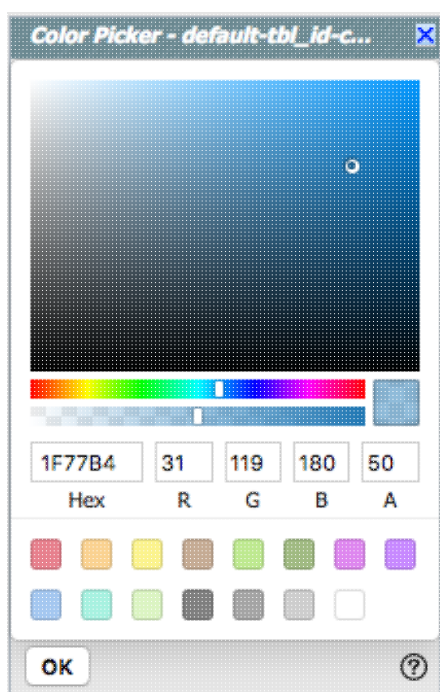 Color Picker - default-tbl_id-c...
1F77B4 31 119 180 50
Hex R G B A
OK ?